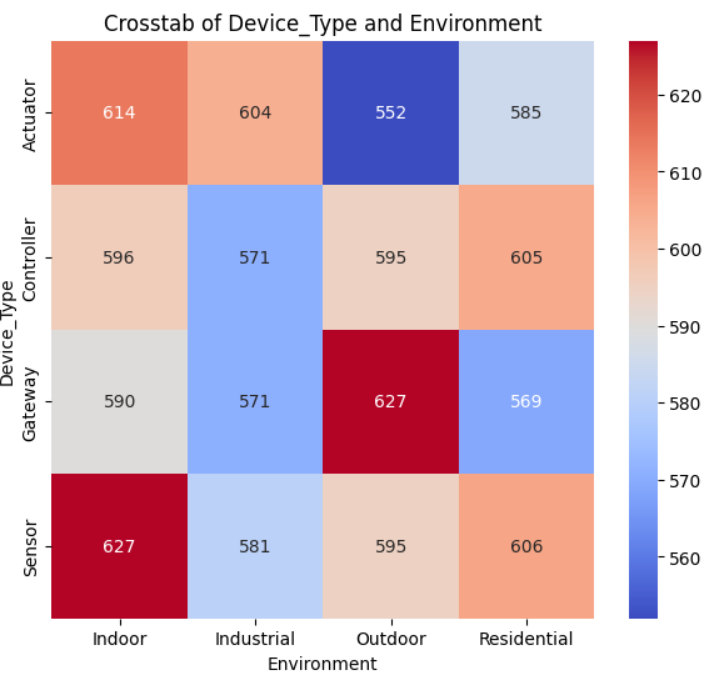 Crosstab of Device_Type and Environment
Device_Type
Actuator
614 604 552 585
Controller
596 571 595 605
Gateway
590 571 627 569
Sensor
627 581 595 606
Indoor Industrial Outdoor Residential
Environment
620
610
600
590
580
570
560